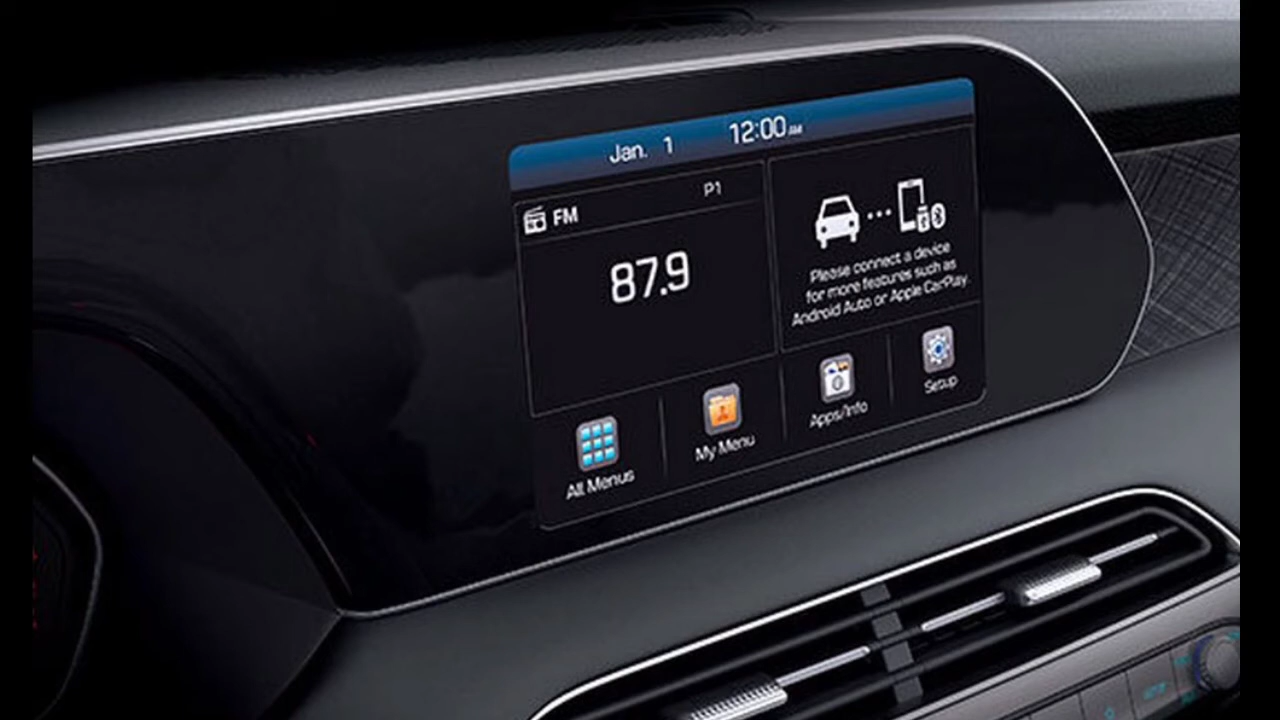 Jan. 1 12:00 AM
P1
FM
87.9
Please connect a device
for more features such as
Android Auto or Apple CarPlay.
All Menus
My Menu
Apps/Info
Setup